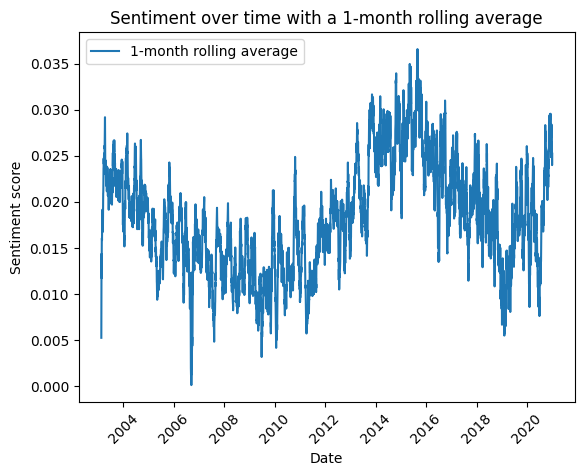 Sentiment over time with a 1-month rolling average
1-month rolling average
Sentiment score
0.035
0.030
0.025
0.020
0.015
0.010
0.005
0.000
2004 2006 2008 2010 2012 2014 2016 2018 2020
Date